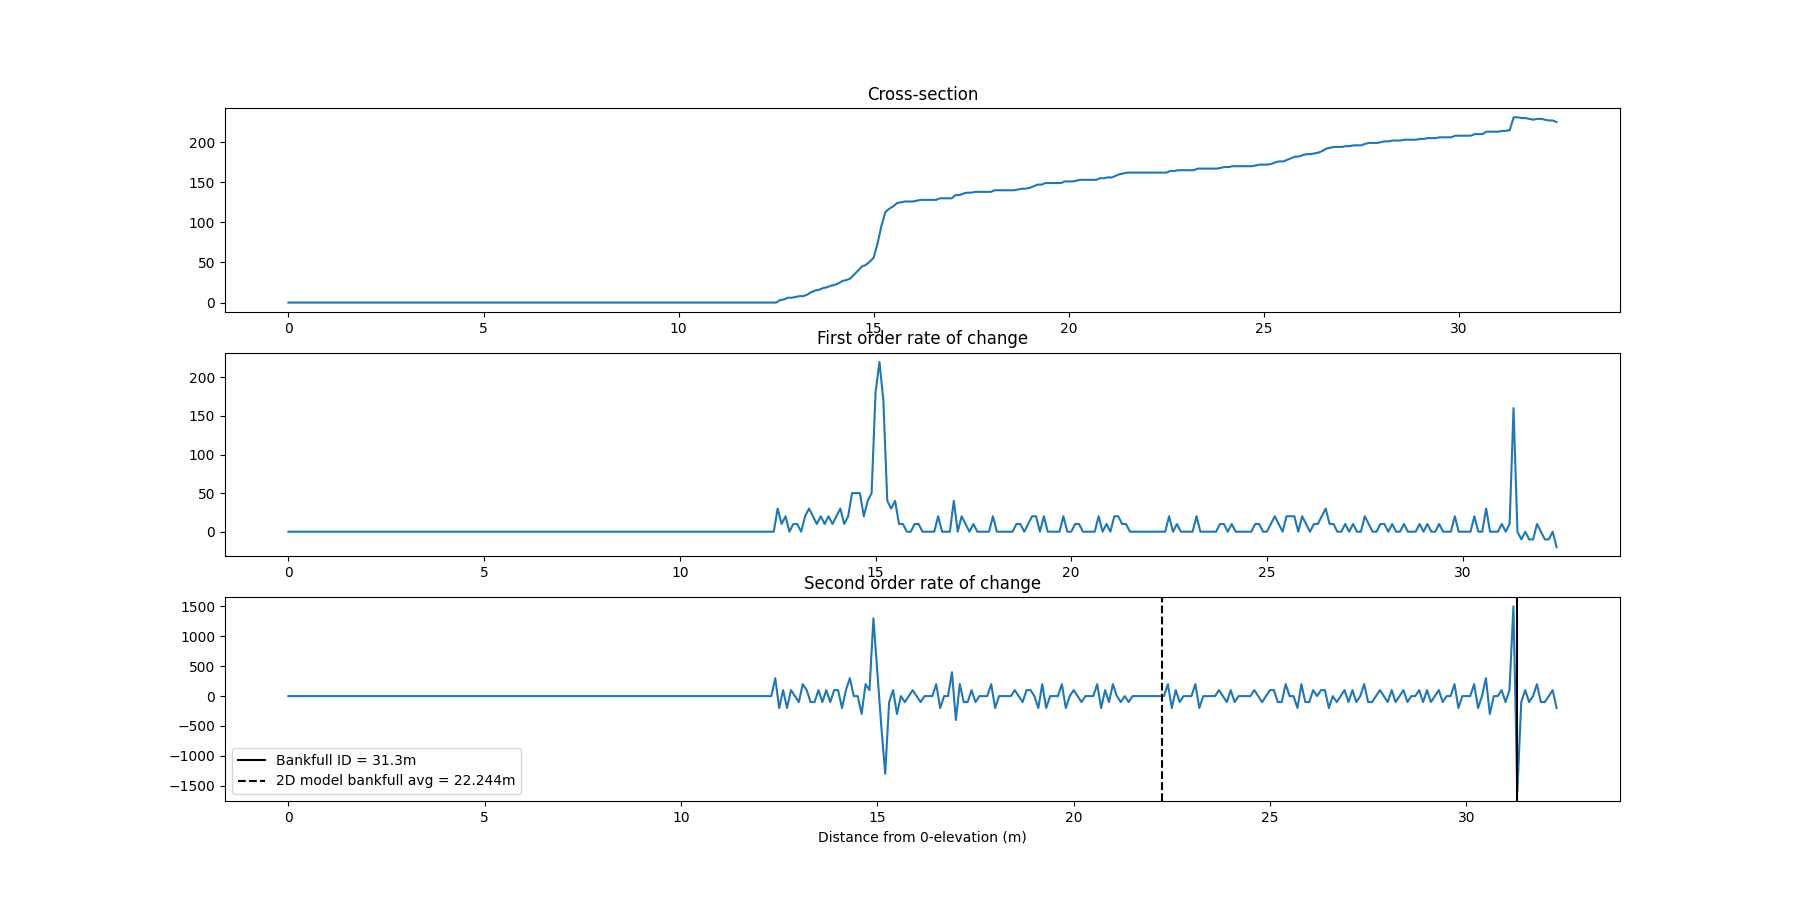 Cross-section
200
150
100
50
0
0 5 10 15 20 25 30
First order rate of change
200
150
100
50
0
0 5 10 15 20 25 30
Second order rate of change
1500
1000
500
0
−500
−1000
−1500
Bankfull ID = 31.3m
2D model bankfull avg = 22.244m
0 5 10 15 20 25 30
Distance from 0-elevation (m)